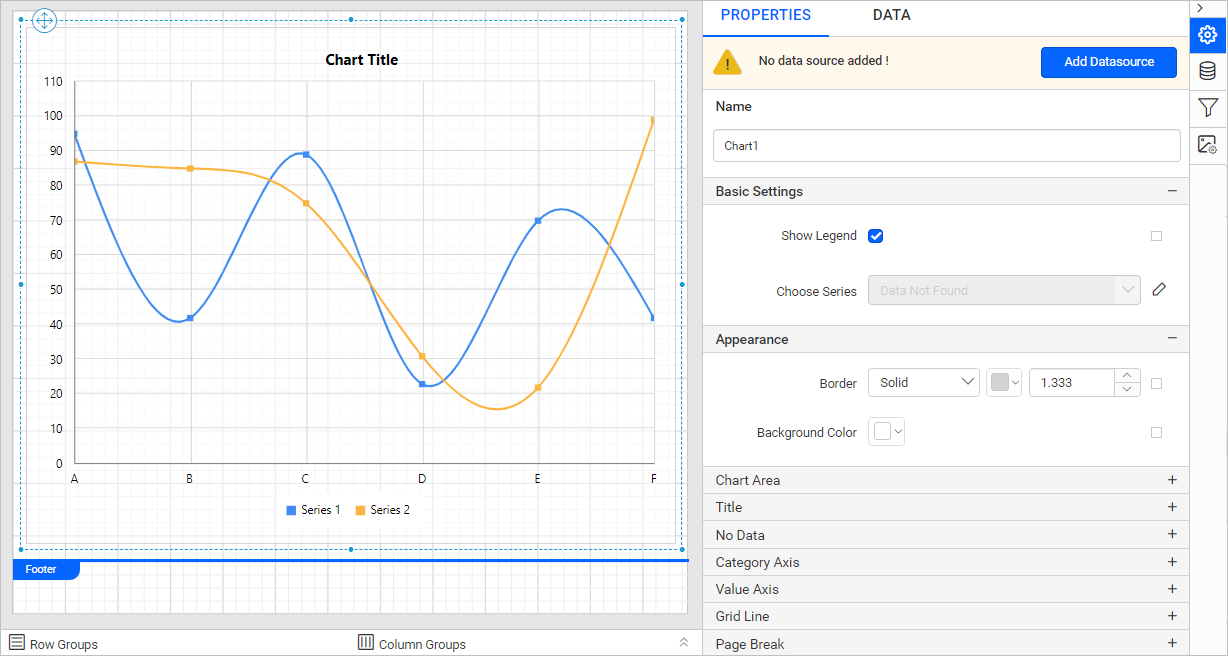 Chart Title
110
100
90
80
70
60
50
40
30
20
10
0
A B C D E F
Series 1 Series 2
Footer
Row Groups Column Groups
PROPERTIES DATA
! No data source added ! Add Datasource
Name
Chart1
Basic Settings
Show Legend
Choose Series Data Not Found
Appearance
Border Solid 1.333
Background Color
Chart Area
Title
No Data
Category Axis
Value Axis
Grid Line
Page Break